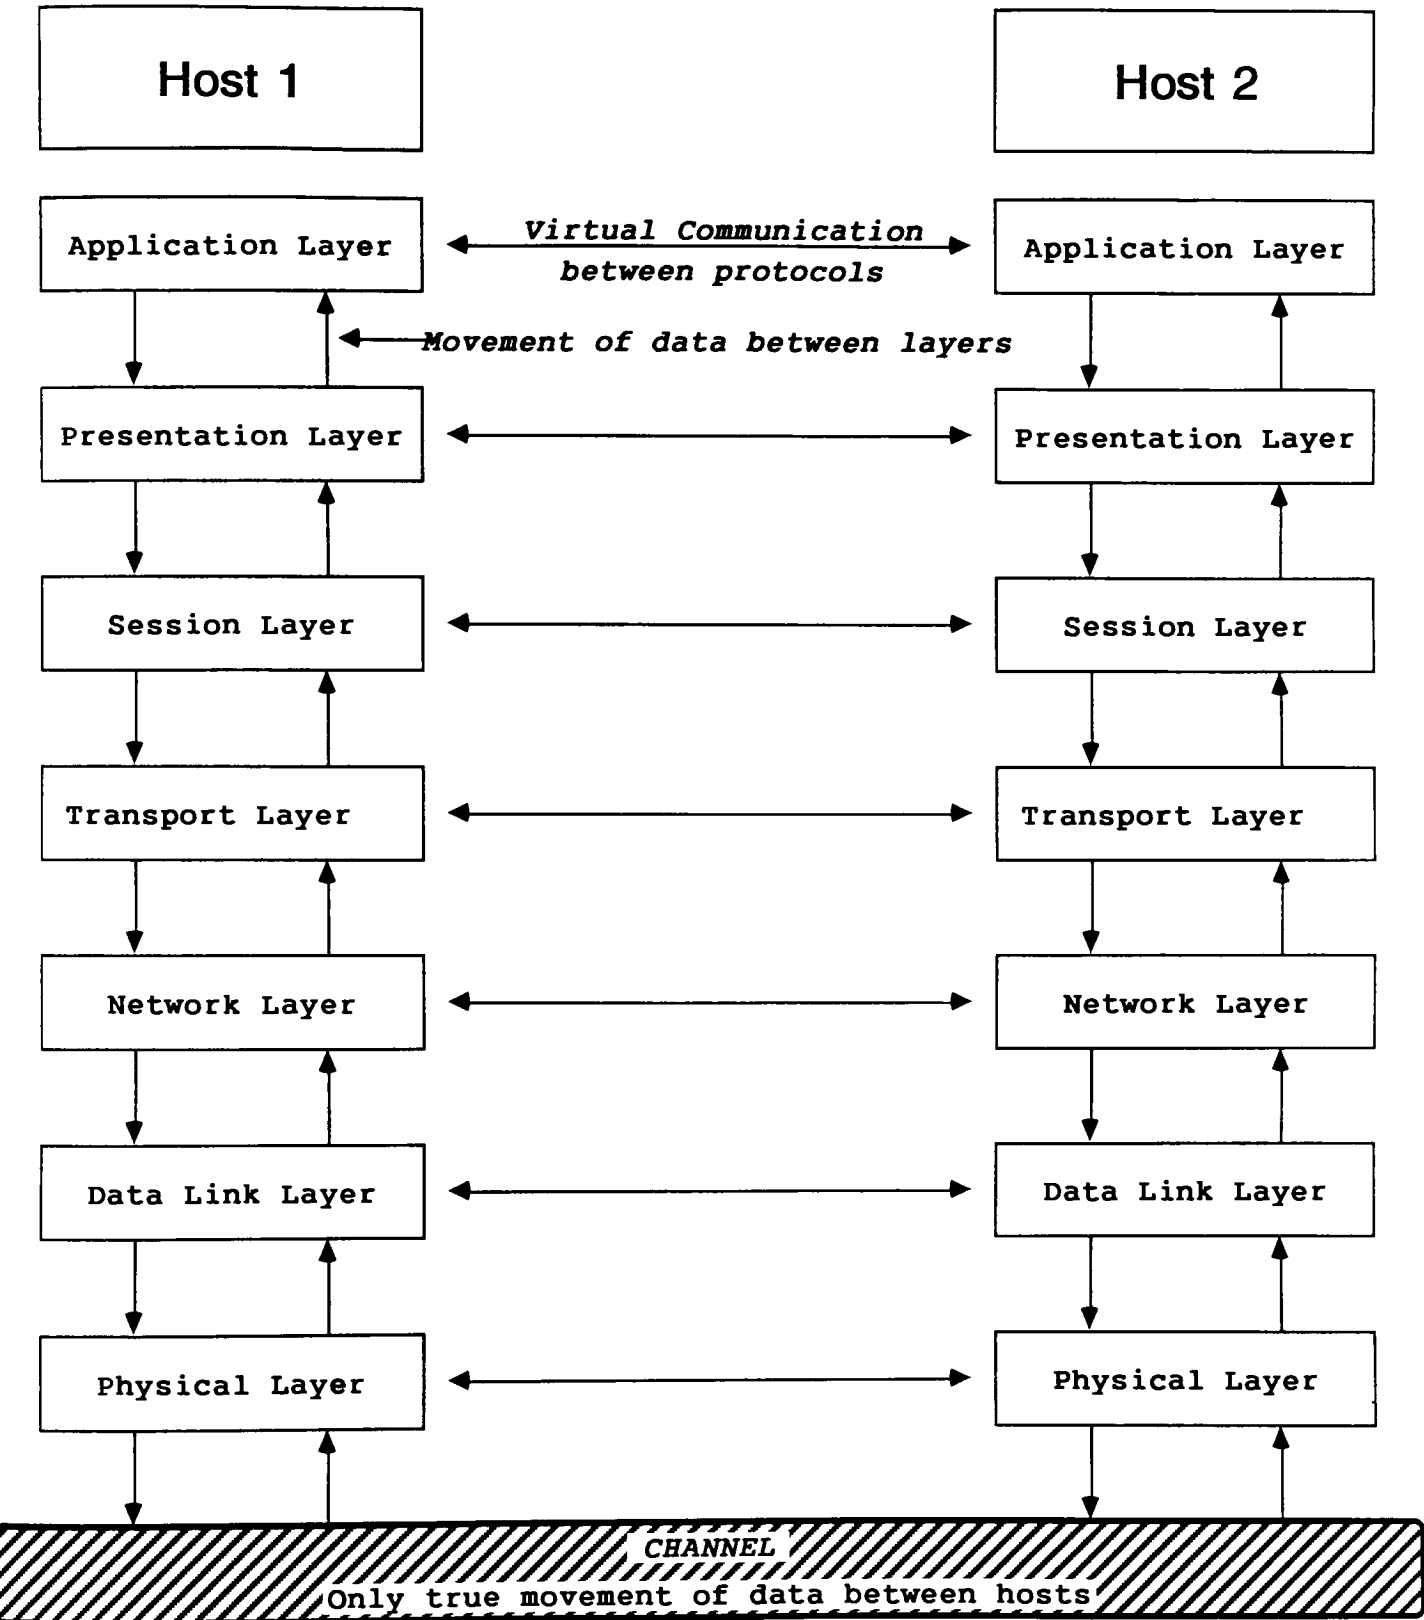 Host 1
Host 2
Application Layer
Virtual Communication
between protocols
Application Layer
Movement of data between layers
Presentation Layer
Presentation Layer
Session Layer
Session Layer
Transport Layer
Transport Layer
Network Layer
Network Layer
Data Link Layer
Data Link Layer
Physical Layer
Physical Layer
CHANNEL
Only true movement of data between hosts